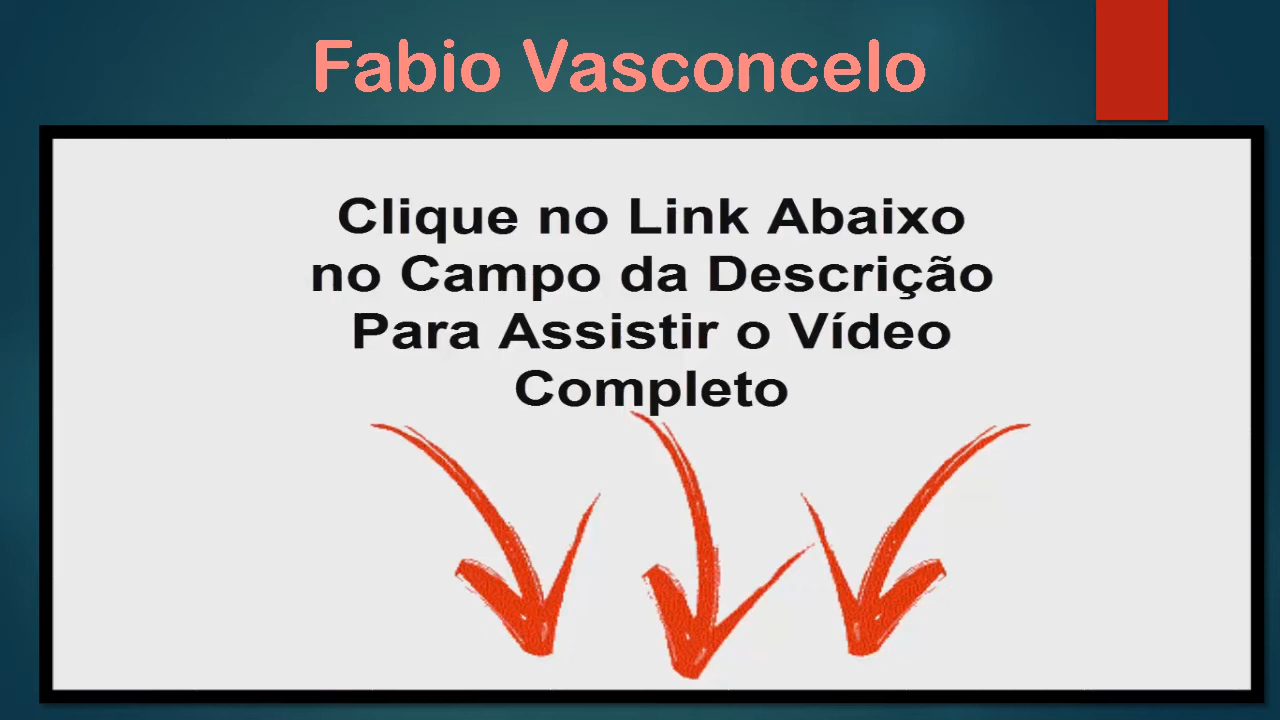 Fabio Vasconcelo
Clique no Link Abaixo
no Campo da Descrição
Para Assistir o Vídeo
Completo